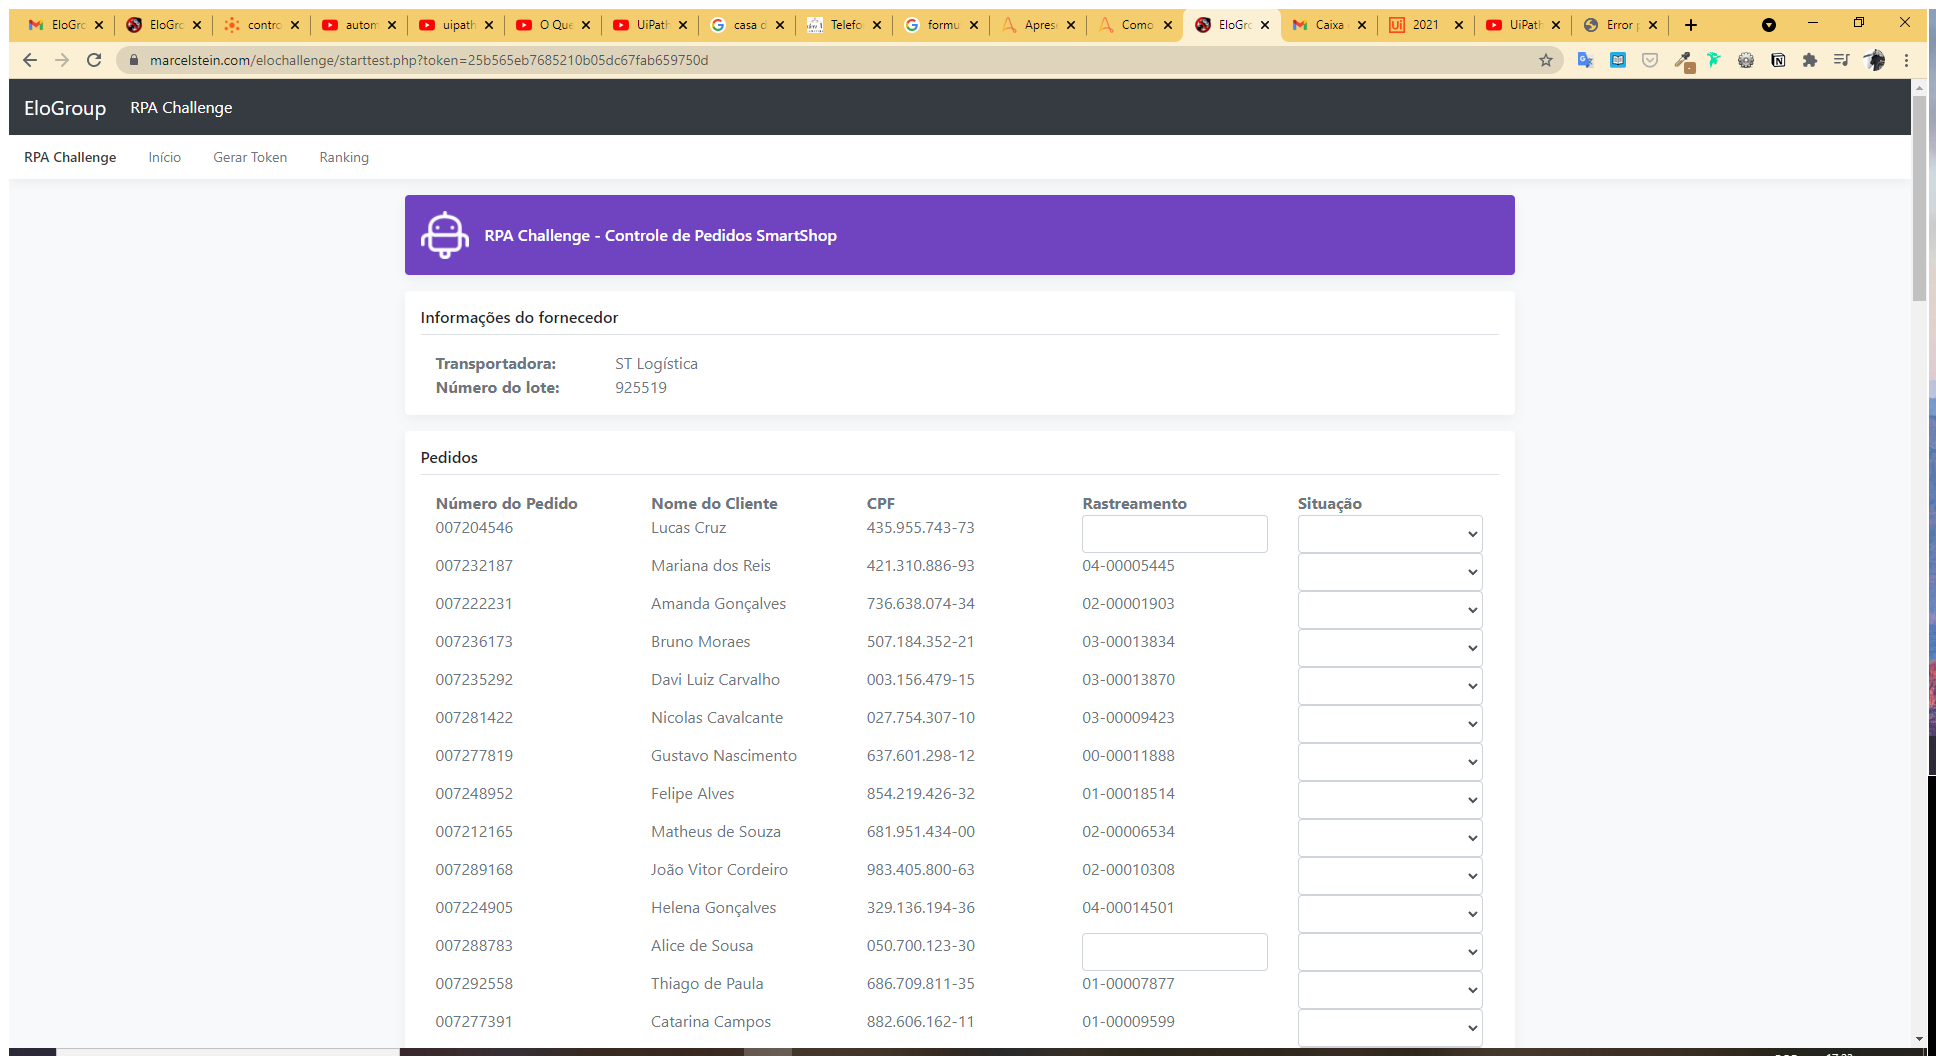 EloGro EloGro contro autom uipath O Que UiPath casa d Telefo formu Apres Como EloGro Caixa 2021 UiPath Error p
marcelstein.com/elochallenge/starttest.php?token=25b565eb7685210b05dc67fab659750d
EloGroup RPA Challenge
RPA Challenge Início Gerar Token Ranking
RPA Challenge - Controle de Pedidos SmartShop
Informações do fornecedor
Transportadora: ST Logística
Número do lote: 925519
Pedidos
Número do Pedido Nome do Cliente CPF Rastreamento Situação
007204546 Lucas Cruz 435.955.743-73
007232187 Mariana dos Reis 421.310.886-93 04-00005445
007222231 Amanda Gonçalves 736.638.074-34 02-00001903
007236173 Bruno Moraes 507.184.352-21 03-00013834
007235292 Davi Luiz Carvalho 003.156.479-15 03-00013870
007281422 Nicolas Cavalcante 027.754.307-10 03-00009423
007277819 Gustavo Nascimento 637.601.298-12 00-00011888
007248952 Felipe Alves 854.219.426-32 01-00018514
007212165 Matheus de Souza 681.951.434-00 02-00006534
007289168 João Vitor Cordeiro 983.405.800-63 02-00010308
007224905 Helena Gonçalves 329.136.194-36 04-00014501
007288783 Alice de Sousa 050.700.123-30
007292558 Thiago de Paula 686.709.811-35 01-00007877
007277391 Catarina Campos 882.606.162-11 01-00009599